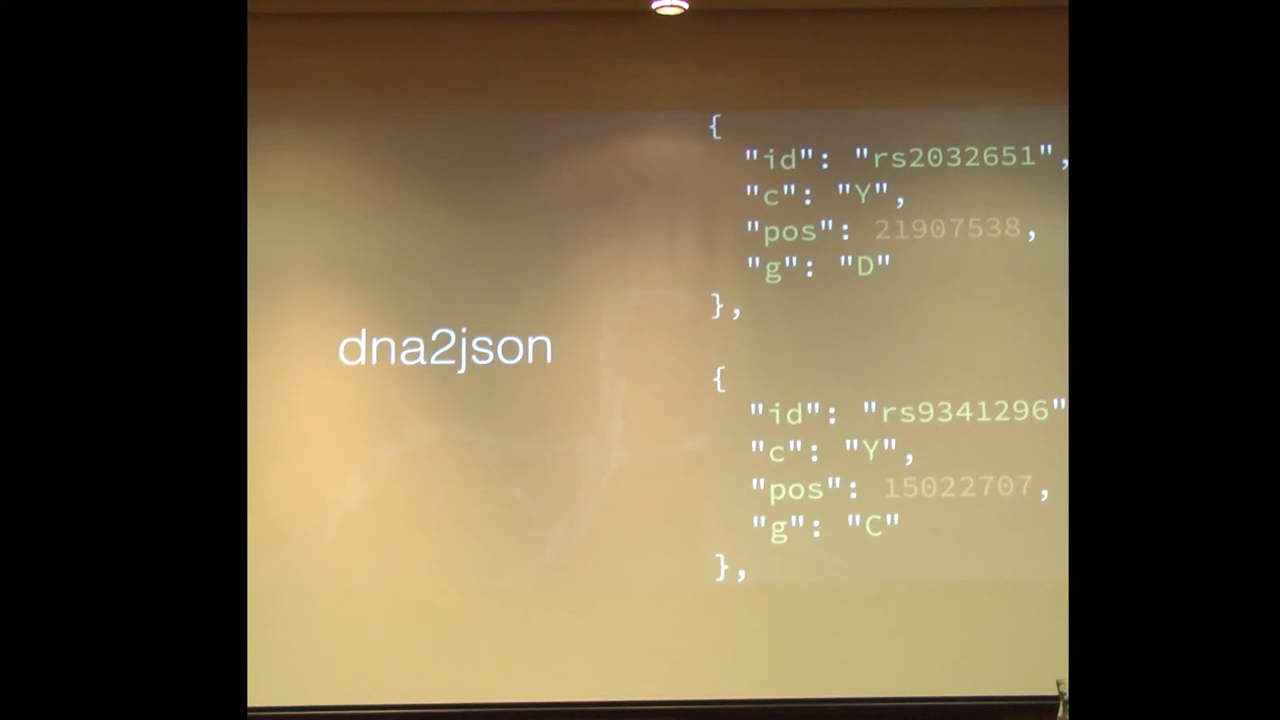 dna2json
{
"id": "rs2032651",
"c": "Y",
"pos": 21907538,
"g": "D"
},
{
"id": "rs9341296"
"c": "Y",
"pos": 15022707,
"g": "C"
},